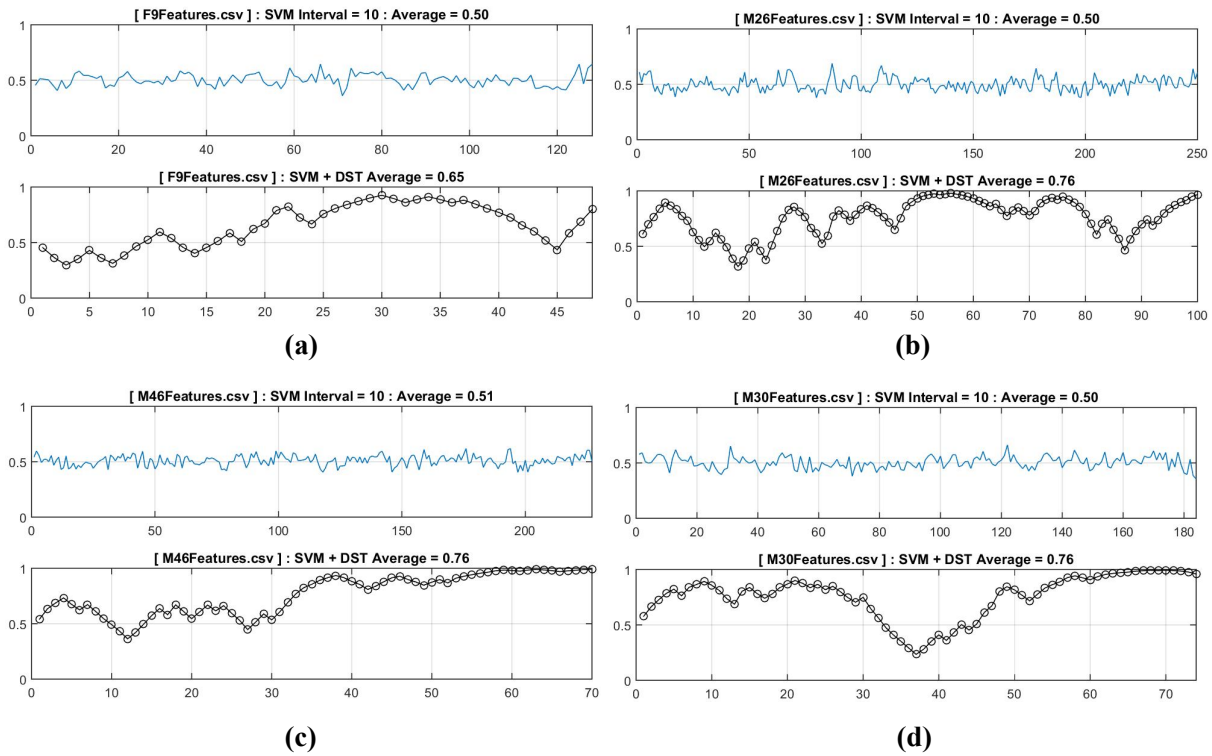 [ F9Features.csv ] : SVM Interval = 10 : Average = 0.50
1
0.5
0
0 20 40 60 80 100 120
[ F9Features.csv ] : SVM + DST Average = 0.65
1
0.5
0
0 5 10 15 20 25 30 35 40 45
(a)
[ M26Features.csv ] : SVM Interval = 10 : Average = 0.50
1
0.5
0
0 50 100 150 200 250
[ M26Features.csv ] : SVM + DST Average = 0.76
1
0.5
0
0 10 20 30 40 50 60 70 80 90 100
(b)
[ M46Features.csv ] : SVM Interval = 10 : Average = 0.51
1
0.5
0
0 50 100 150 200
[ M46Features.csv ] : SVM + DST Average = 0.76
1
0.5
0
0 10 20 30 40 50 60 70
(c)
[ M30Features.csv ] : SVM Interval = 10 : Average = 0.50
1
0.5
0
0 20 40 60 80 100 120 140 160 180
[ M30Features.csv ] : SVM + DST Average = 0.76
1
0.5
0
0 10 20 30 40 50 60 70
(d)